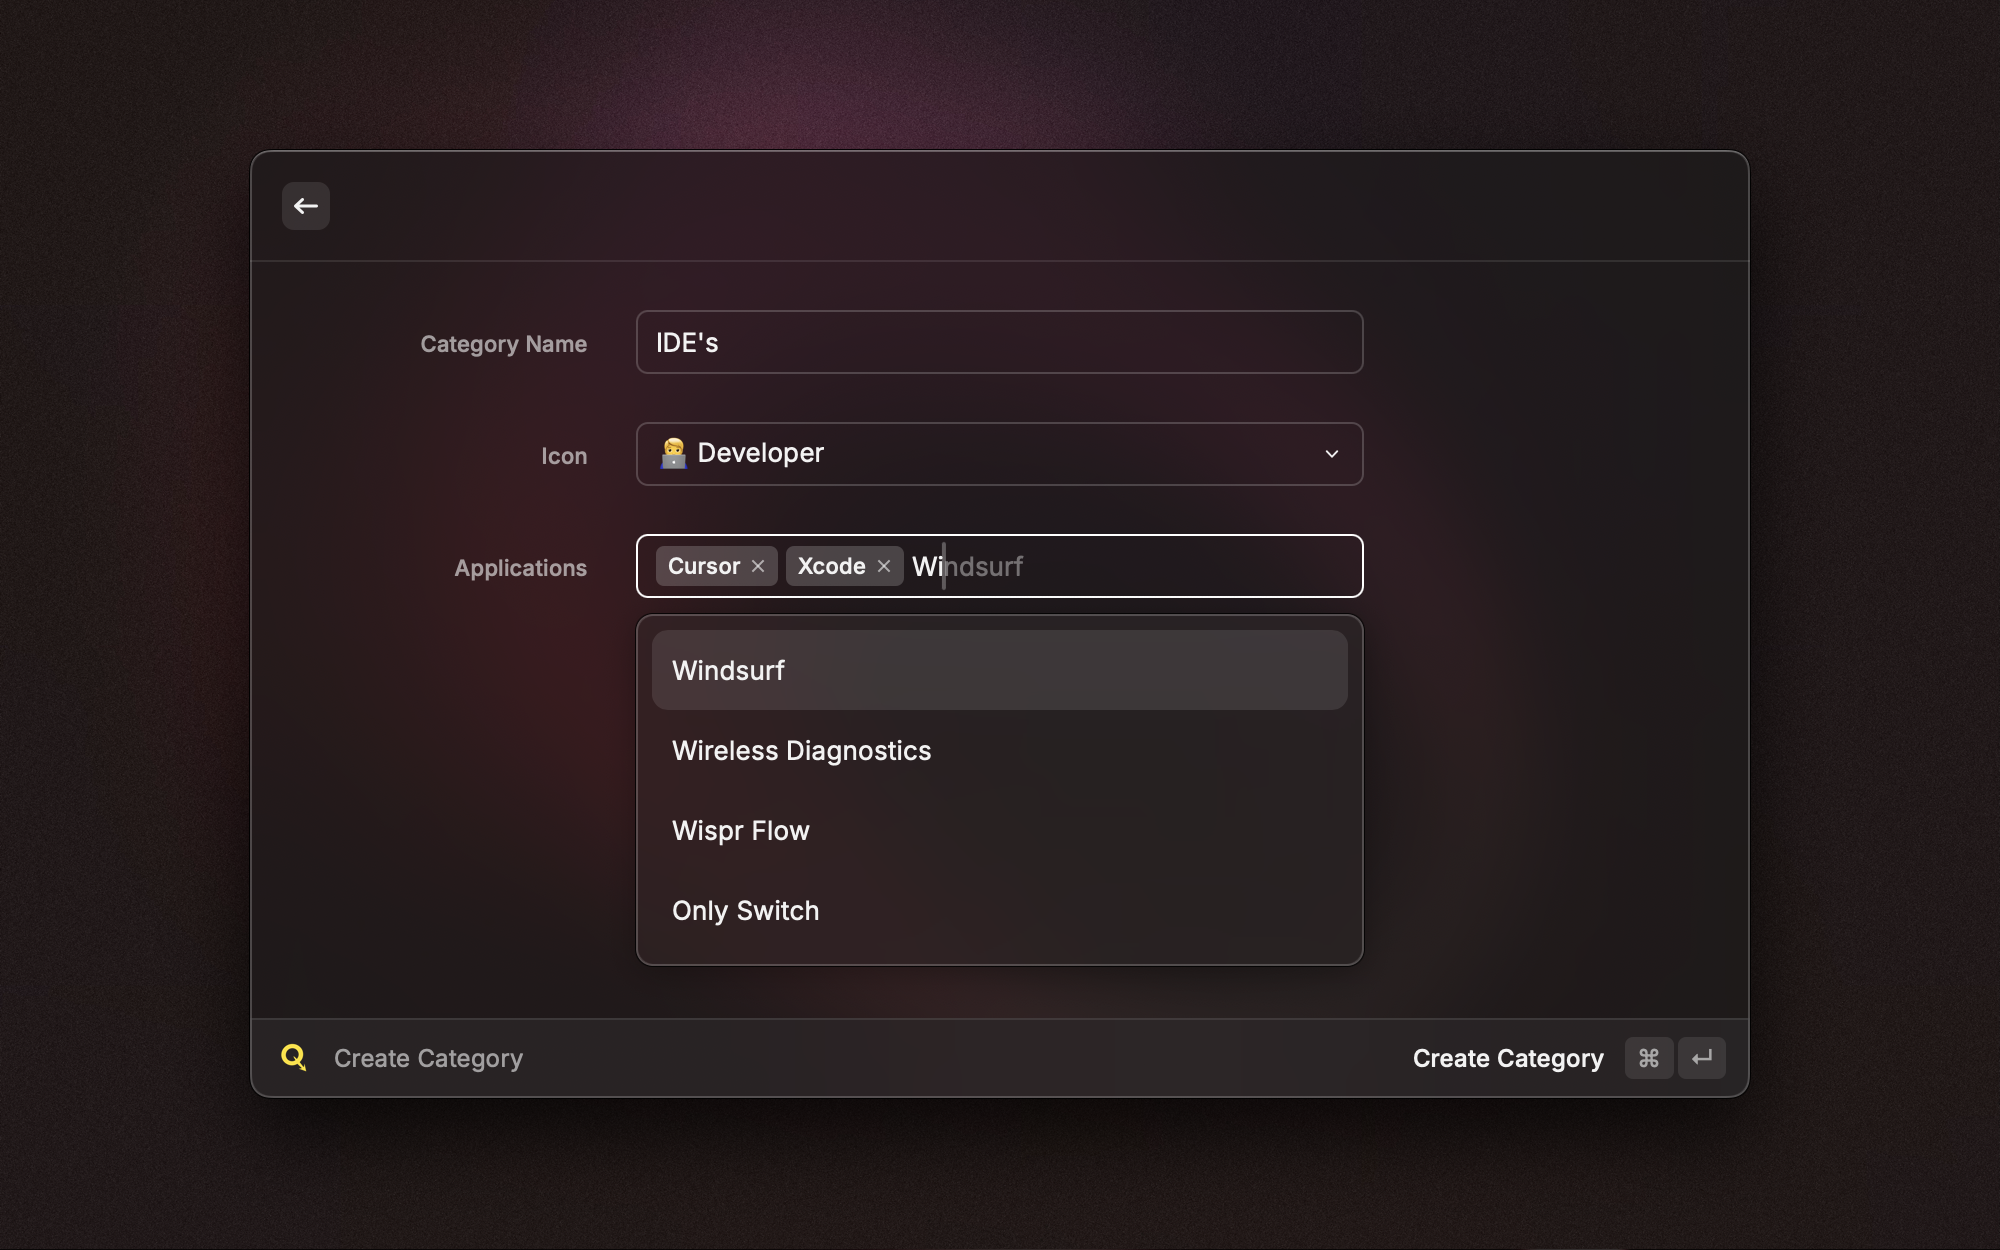 Category Name IDE's
Icon 🧑‍💻 Developer
Applications Cursor × Xcode × Windsurf
Windsurf
Wireless Diagnostics
Wispr Flow
Only Switch
Create Category Create Category ⌘ ↵